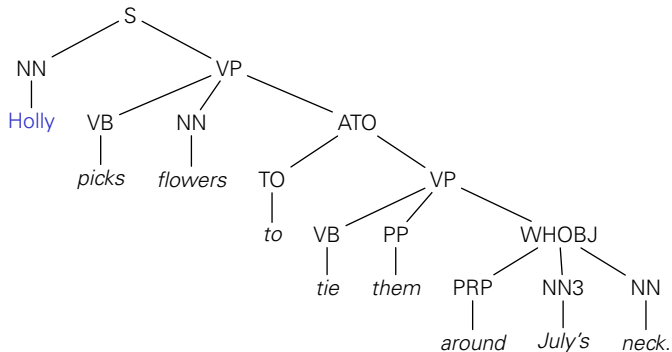 S
NN VP
Holly VB NN ATO
picks flowers TO VP
to VB PP WHOBJ
tie them PRP NN3 NN
around July's neck.